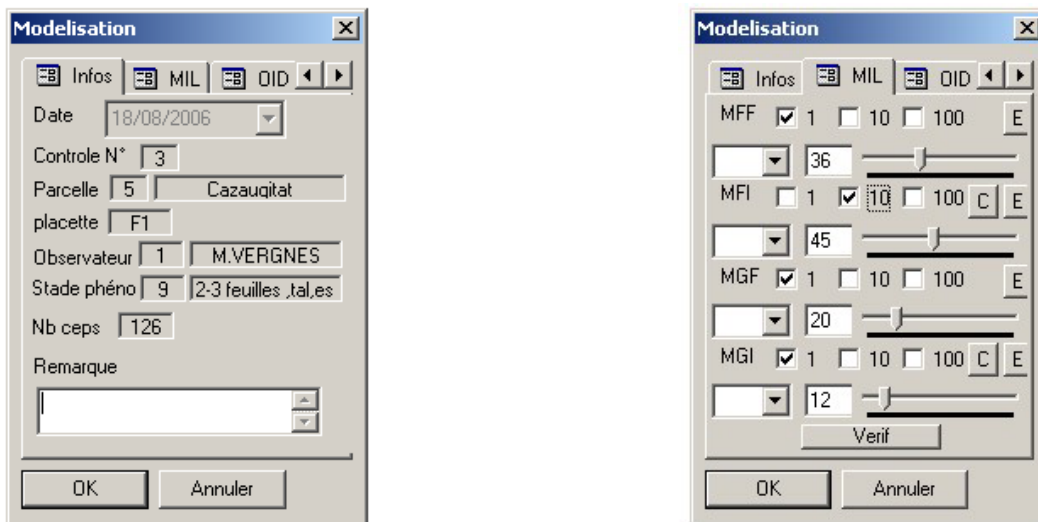 Modelisation
Infos MIL OID
Date 18/08/2006
Controle N° 3
Parcelle 5 Cazaugitat
placette F1
Observateur 1 M.VERGNES
Stade phéno 9 2-3 feuilles ,tal,es
Nb ceps 126
Remarque
OK Annuler
Modelisation
Infos MIL OID
MFF 1 10 100 E
36
MFI 1 10 100 C E
45
MGF 1 10 100 E
20
MGI 1 10 100 C E
12
Verif
OK Annuler